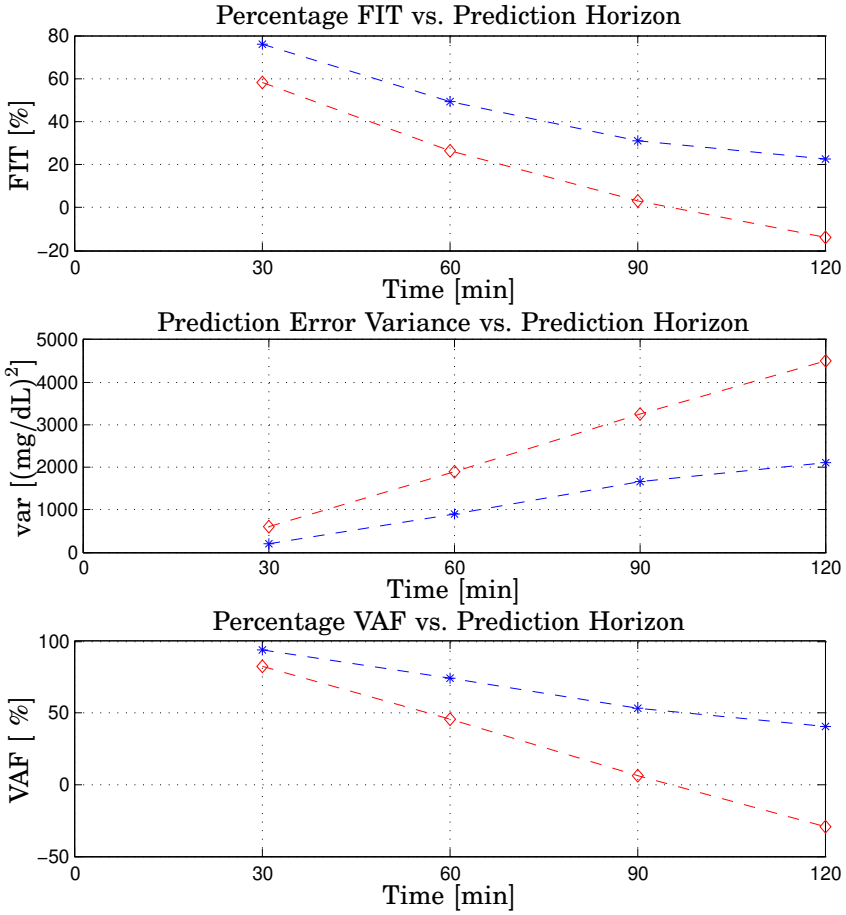 Percentage FIT vs. Prediction Horizon
FIT [%]
80
60
40
20
0
−20
0 30 60 90 120
Time [min]
Prediction Error Variance vs. Prediction Horizon
var [(mg/dL)²]
5000
4000
3000
2000
1000
0
0 30 60 90 120
Time [min]
Percentage VAF vs. Prediction Horizon
VAF [ %]
100
50
0
−50
0 30 60 90 120
Time [min]